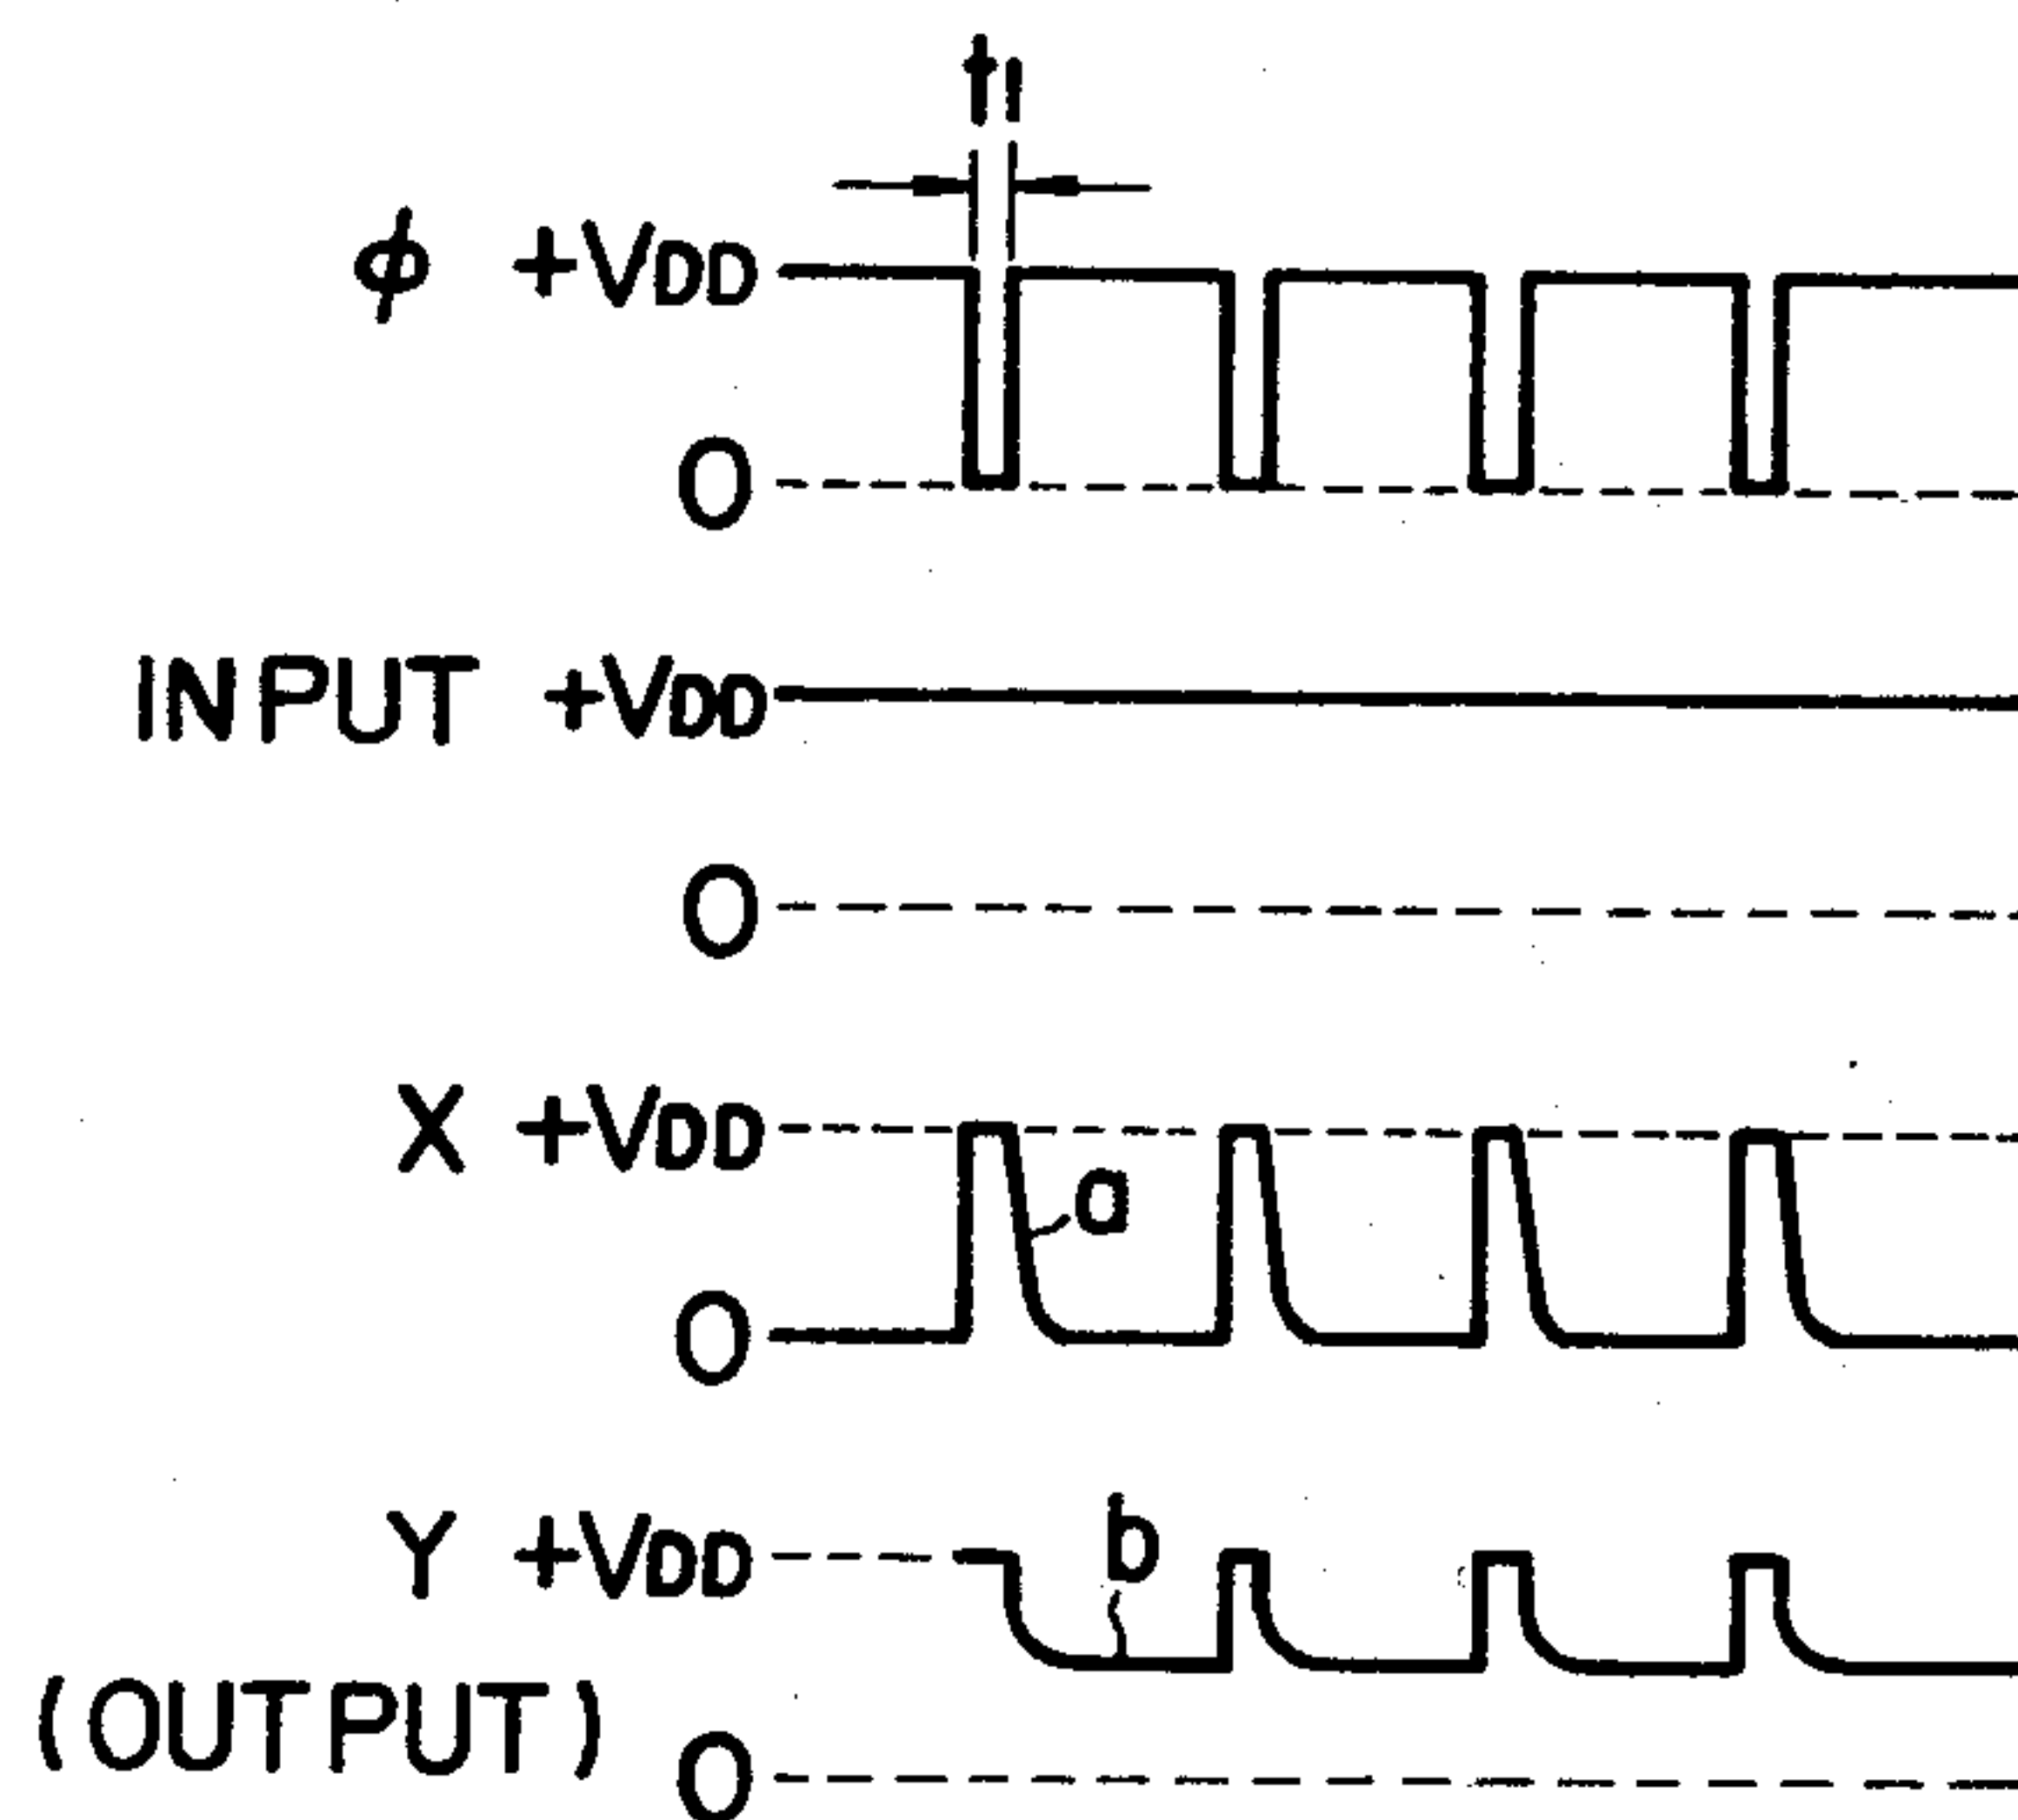 t1
ϕ +VDD
0
INPUT +VDD
0
X +VDD
a
0
Y +VDD
b
(OUTPUT)
0